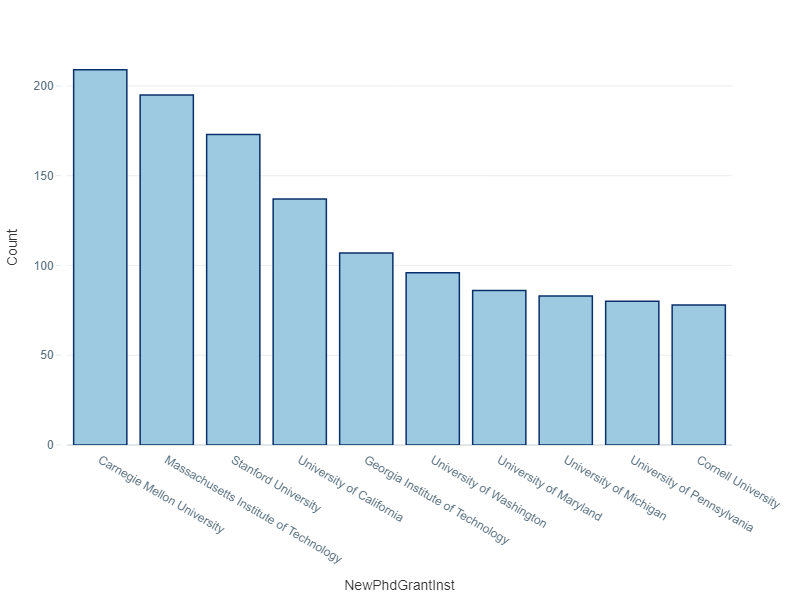 200
150
100
50
0
Count
Carnegie Mellon University
Massachusetts Institute of Technology
Stanford University
University of California
Georgia Institute of Technology
University of Washington
University of Maryland
University of Michigan
University of Pennsylvania
Cornell University
NewPhdGrantInst